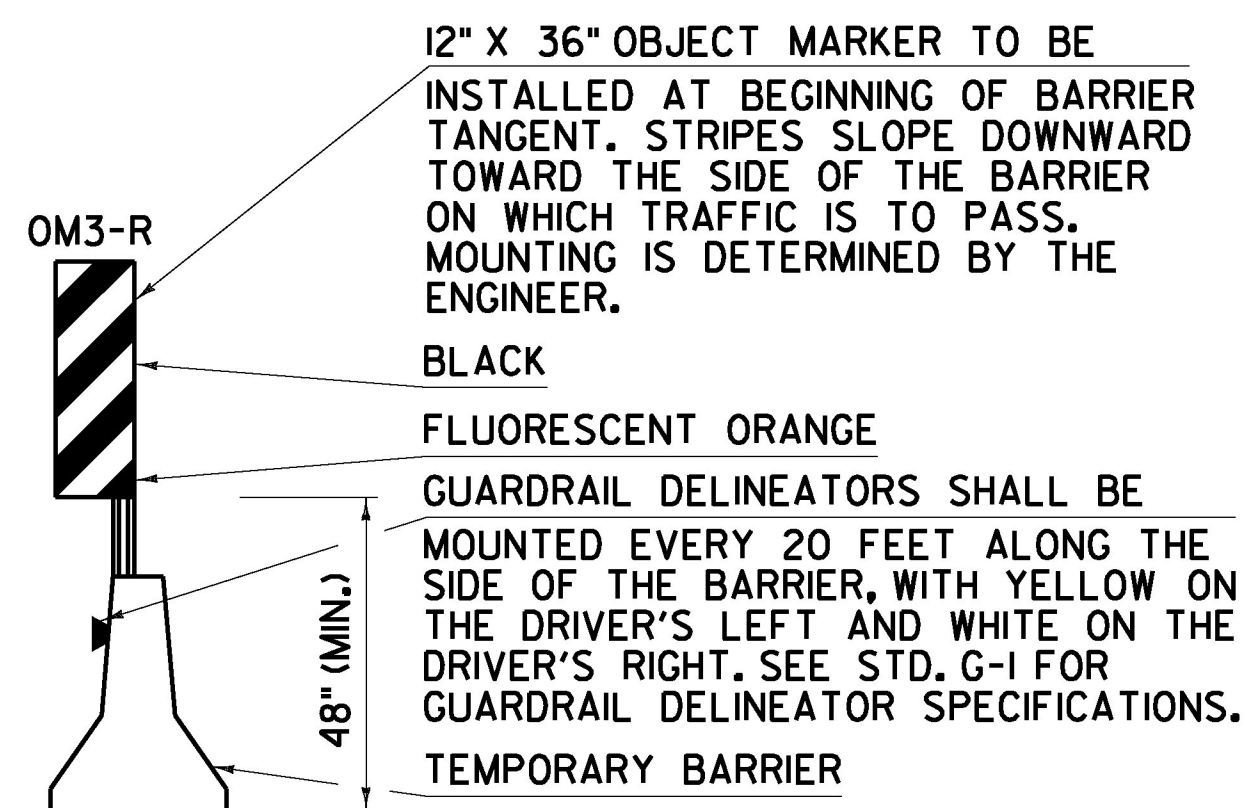 12" X 36" OBJECT MARKER TO BE
INSTALLED AT BEGINNING OF BARRIER
TANGENT. STRIPES SLOPE DOWNWARD
TOWARD THE SIDE OF THE BARRIER
ON WHICH TRAFFIC IS TO PASS.
MOUNTING IS DETERMINED BY THE
ENGINEER.
OM3-R
BLACK
FLUORESCENT ORANGE
GUARDRAIL DELINEATORS SHALL BE
MOUNTED EVERY 20 FEET ALONG THE
SIDE OF THE BARRIER, WITH YELLOW ON
THE DRIVER'S LEFT AND WHITE ON THE
DRIVER'S RIGHT. SEE STD. G-1 FOR
GUARDRAIL DELINEATOR SPECIFICATIONS.
48" (MIN.)
TEMPORARY BARRIER